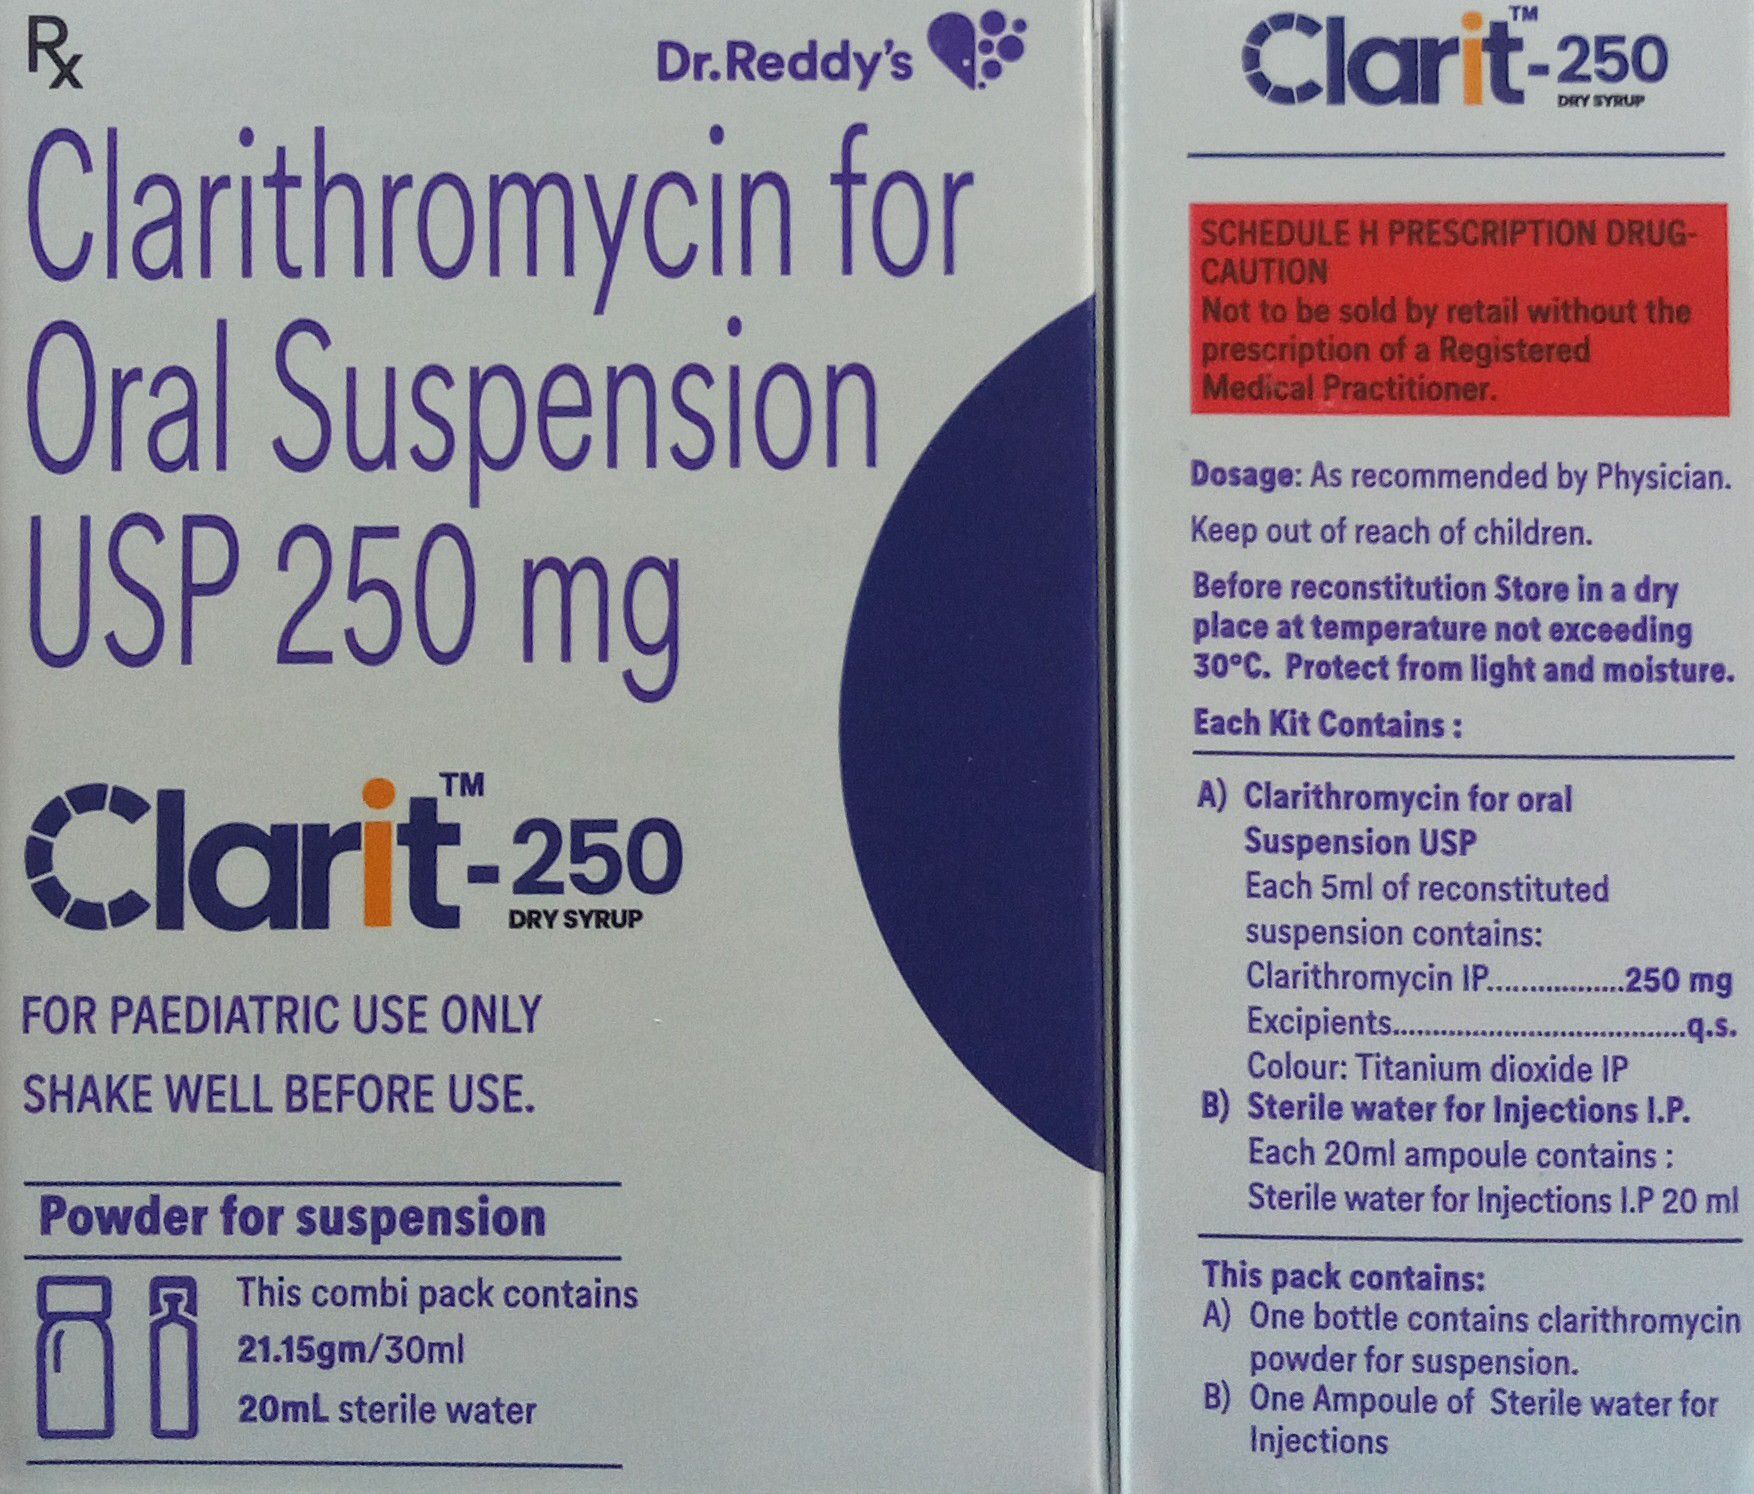 Rx
Dr.Reddy's
Clarithromycin for
Oral Suspension
USP 250 mg
Clarit™-250
DRY SYRUP
FOR PAEDIATRIC USE ONLY
SHAKE WELL BEFORE USE.
Powder for suspension
This combi pack contains
21.15gm/30ml
20mL sterile water
Clarit™-250
DRY SYRUP
SCHEDULE H PRESCRIPTION DRUG-
CAUTION
Not to be sold by retail without the
prescription of a Registered
Medical Practitioner.
Dosage: As recommended by Physician.
Keep out of reach of children.
Before reconstitution Store in a dry
place at temperature not exceeding
30°C. Protect from light and moisture.
Each Kit Contains :
A) Clarithromycin for oral
Suspension USP
Each 5ml of reconstituted
suspension contains:
Clarithromycin IP.................250 mg
Excipients.....................................q.s.
Colour: Titanium dioxide IP
B) Sterile water for Injections I.P.
Each 20ml ampoule contains :
Sterile water for Injections I.P 20 ml
This pack contains:
A) One bottle contains clarithromycin
powder for suspension.
B) One Ampoule of Sterile water for
Injections